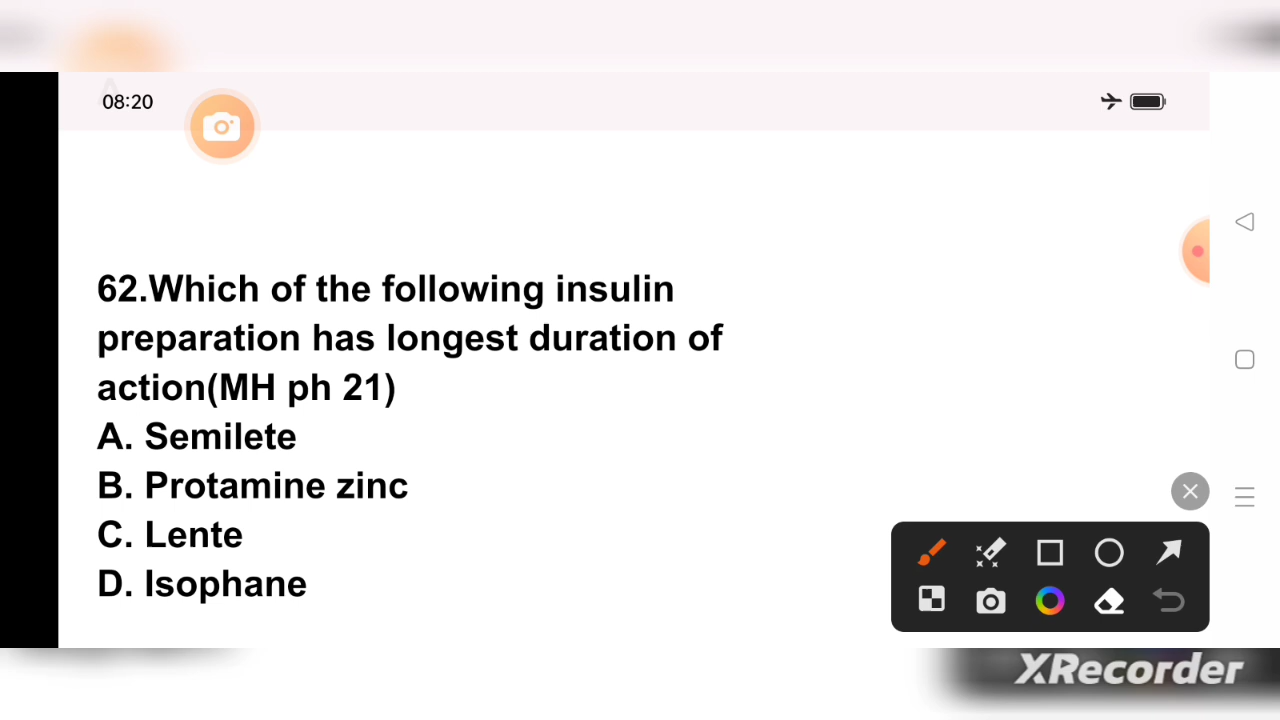 08:20
62.Which of the following insulin
preparation has longest duration of
action(MH ph 21)
A. Semilete
B. Protamine zinc
C. Lente
D. Isophane
XRecorder